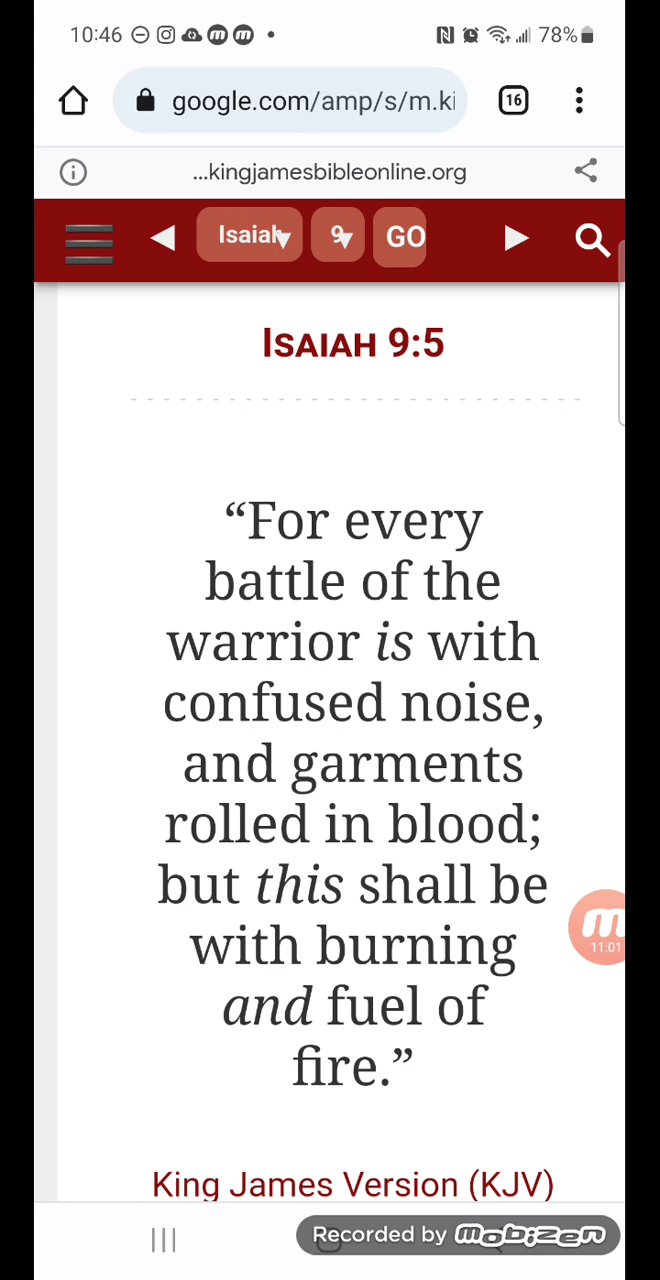 10:46 78%
google.com/amp/s/m.ki 16
...kingjamesbibleonline.org
Isaiah 9 GO
ISAIAH 9:5
“For every
battle of the
warrior is with
confused noise,
and garments
rolled in blood;
but this shall be
with burning
and fuel of
fire.”
11:01
King James Version (KJV)
Recorded by mobizen